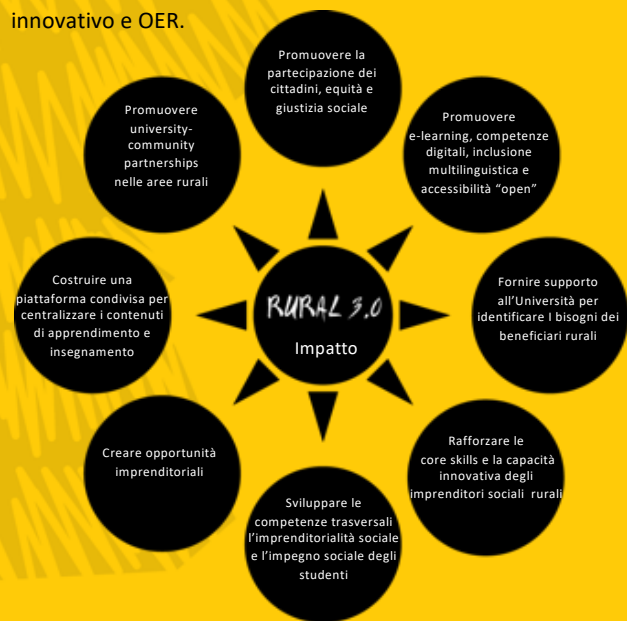 innovativo e OER.
Promuovere la
partecipazione dei
cittadini, equità e
giustizia sociale
Promuovere
university-
community
partnerships
nelle aree rurali
Promuovere
e-learning, competenze
digitali, inclusione
multilinguistica e
accessibilità “open”
Costruire una
piattaforma condivisa per
centralizzare i contenuti
di apprendimento e
insegnamento
RURAL 3.0
Impatto
Fornire supporto
all’Università per
identificare I bisogni dei
beneficiari rurali
Creare opportunità
imprenditoriali
Rafforzare le
core skills e la capacità
innovativa degli
imprenditori sociali rurali
Sviluppare le
competenze trasversali
l’imprenditorialità sociale
e l’impegno sociale degli
studenti